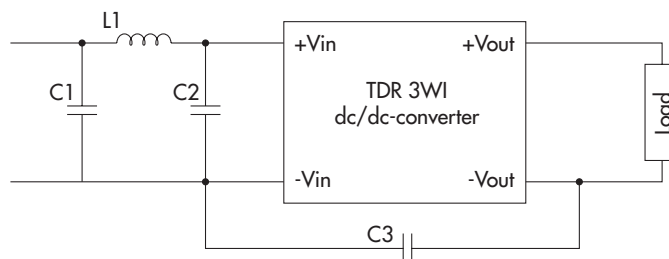 L1
C1
C2
+Vin
+Vout
TDR 3WI
dc/dc-converter
Load
-Vin
-Vout
C3